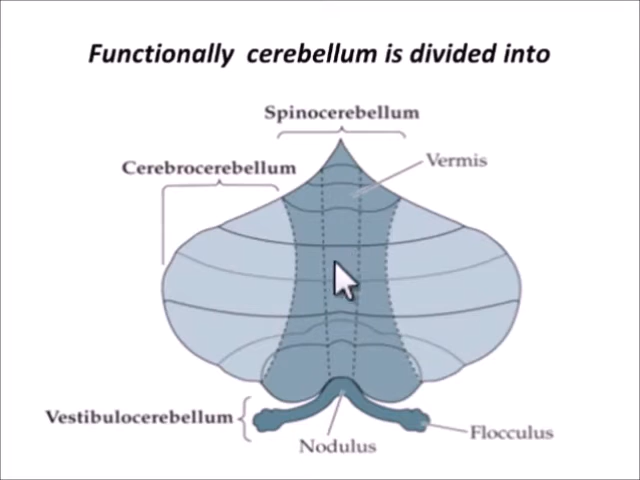 Functionally cerebellum is divided into
Spinocerebellum
Cerebrocerebellum
Vermis
Vestibulocerebellum
Nodulus
Flocculus